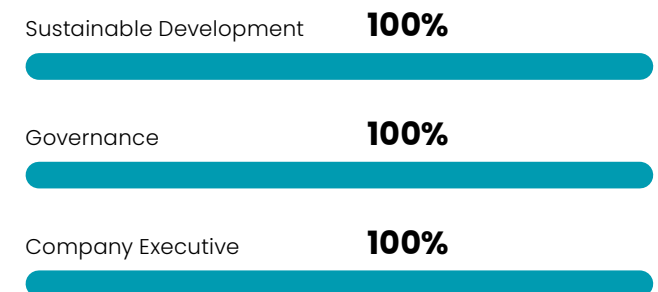 Sustainable Development 100%
Governance 100%
Company Executive 100%